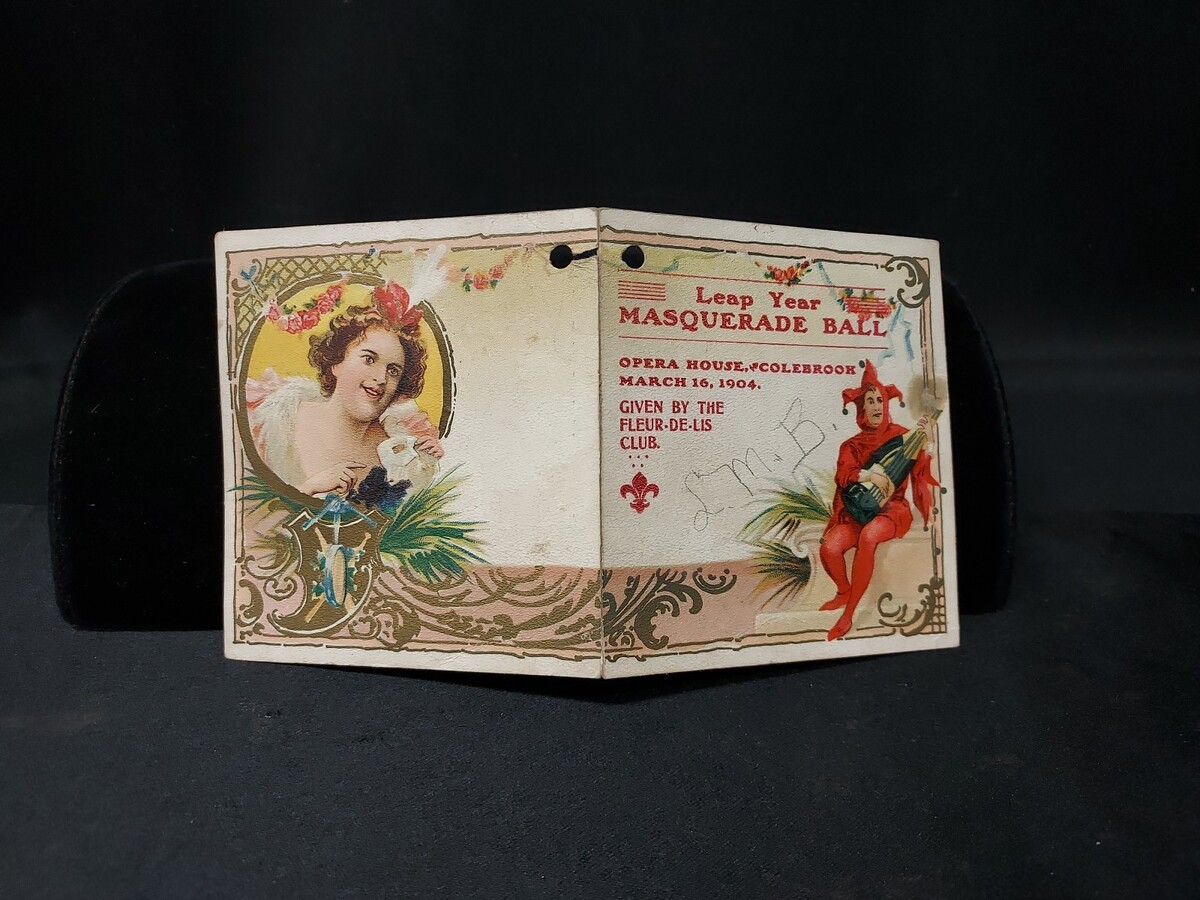 Leap Year
MASQUERADE BALL
OPERA HOUSE, COLEBROOK
MARCH 16, 1904.
GIVEN BY THE
FLEUR-DE-LIS
CLUB.
L.M.B.